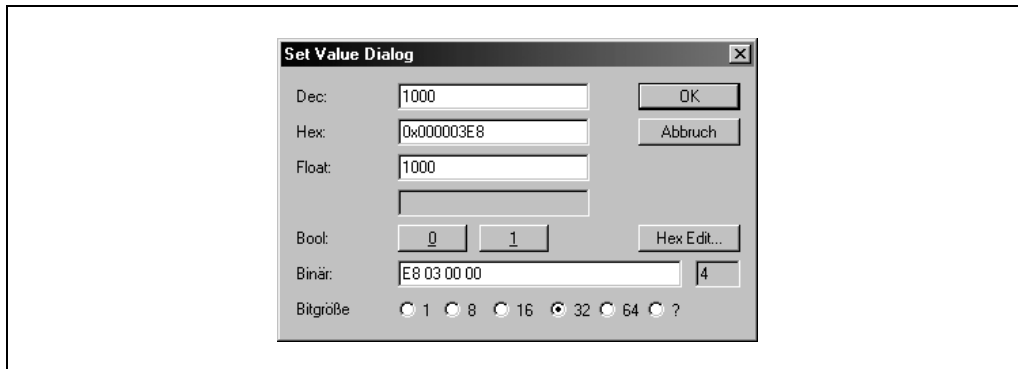 Set Value Dialog
Dec: 1000 OK
Hex: 0x000003E8 Abbruch
Float: 1000
Bool: 0 1 Hex Edit...
Binär: E8 03 00 00 4
Bitgröße 1 8 16 32 64 ?